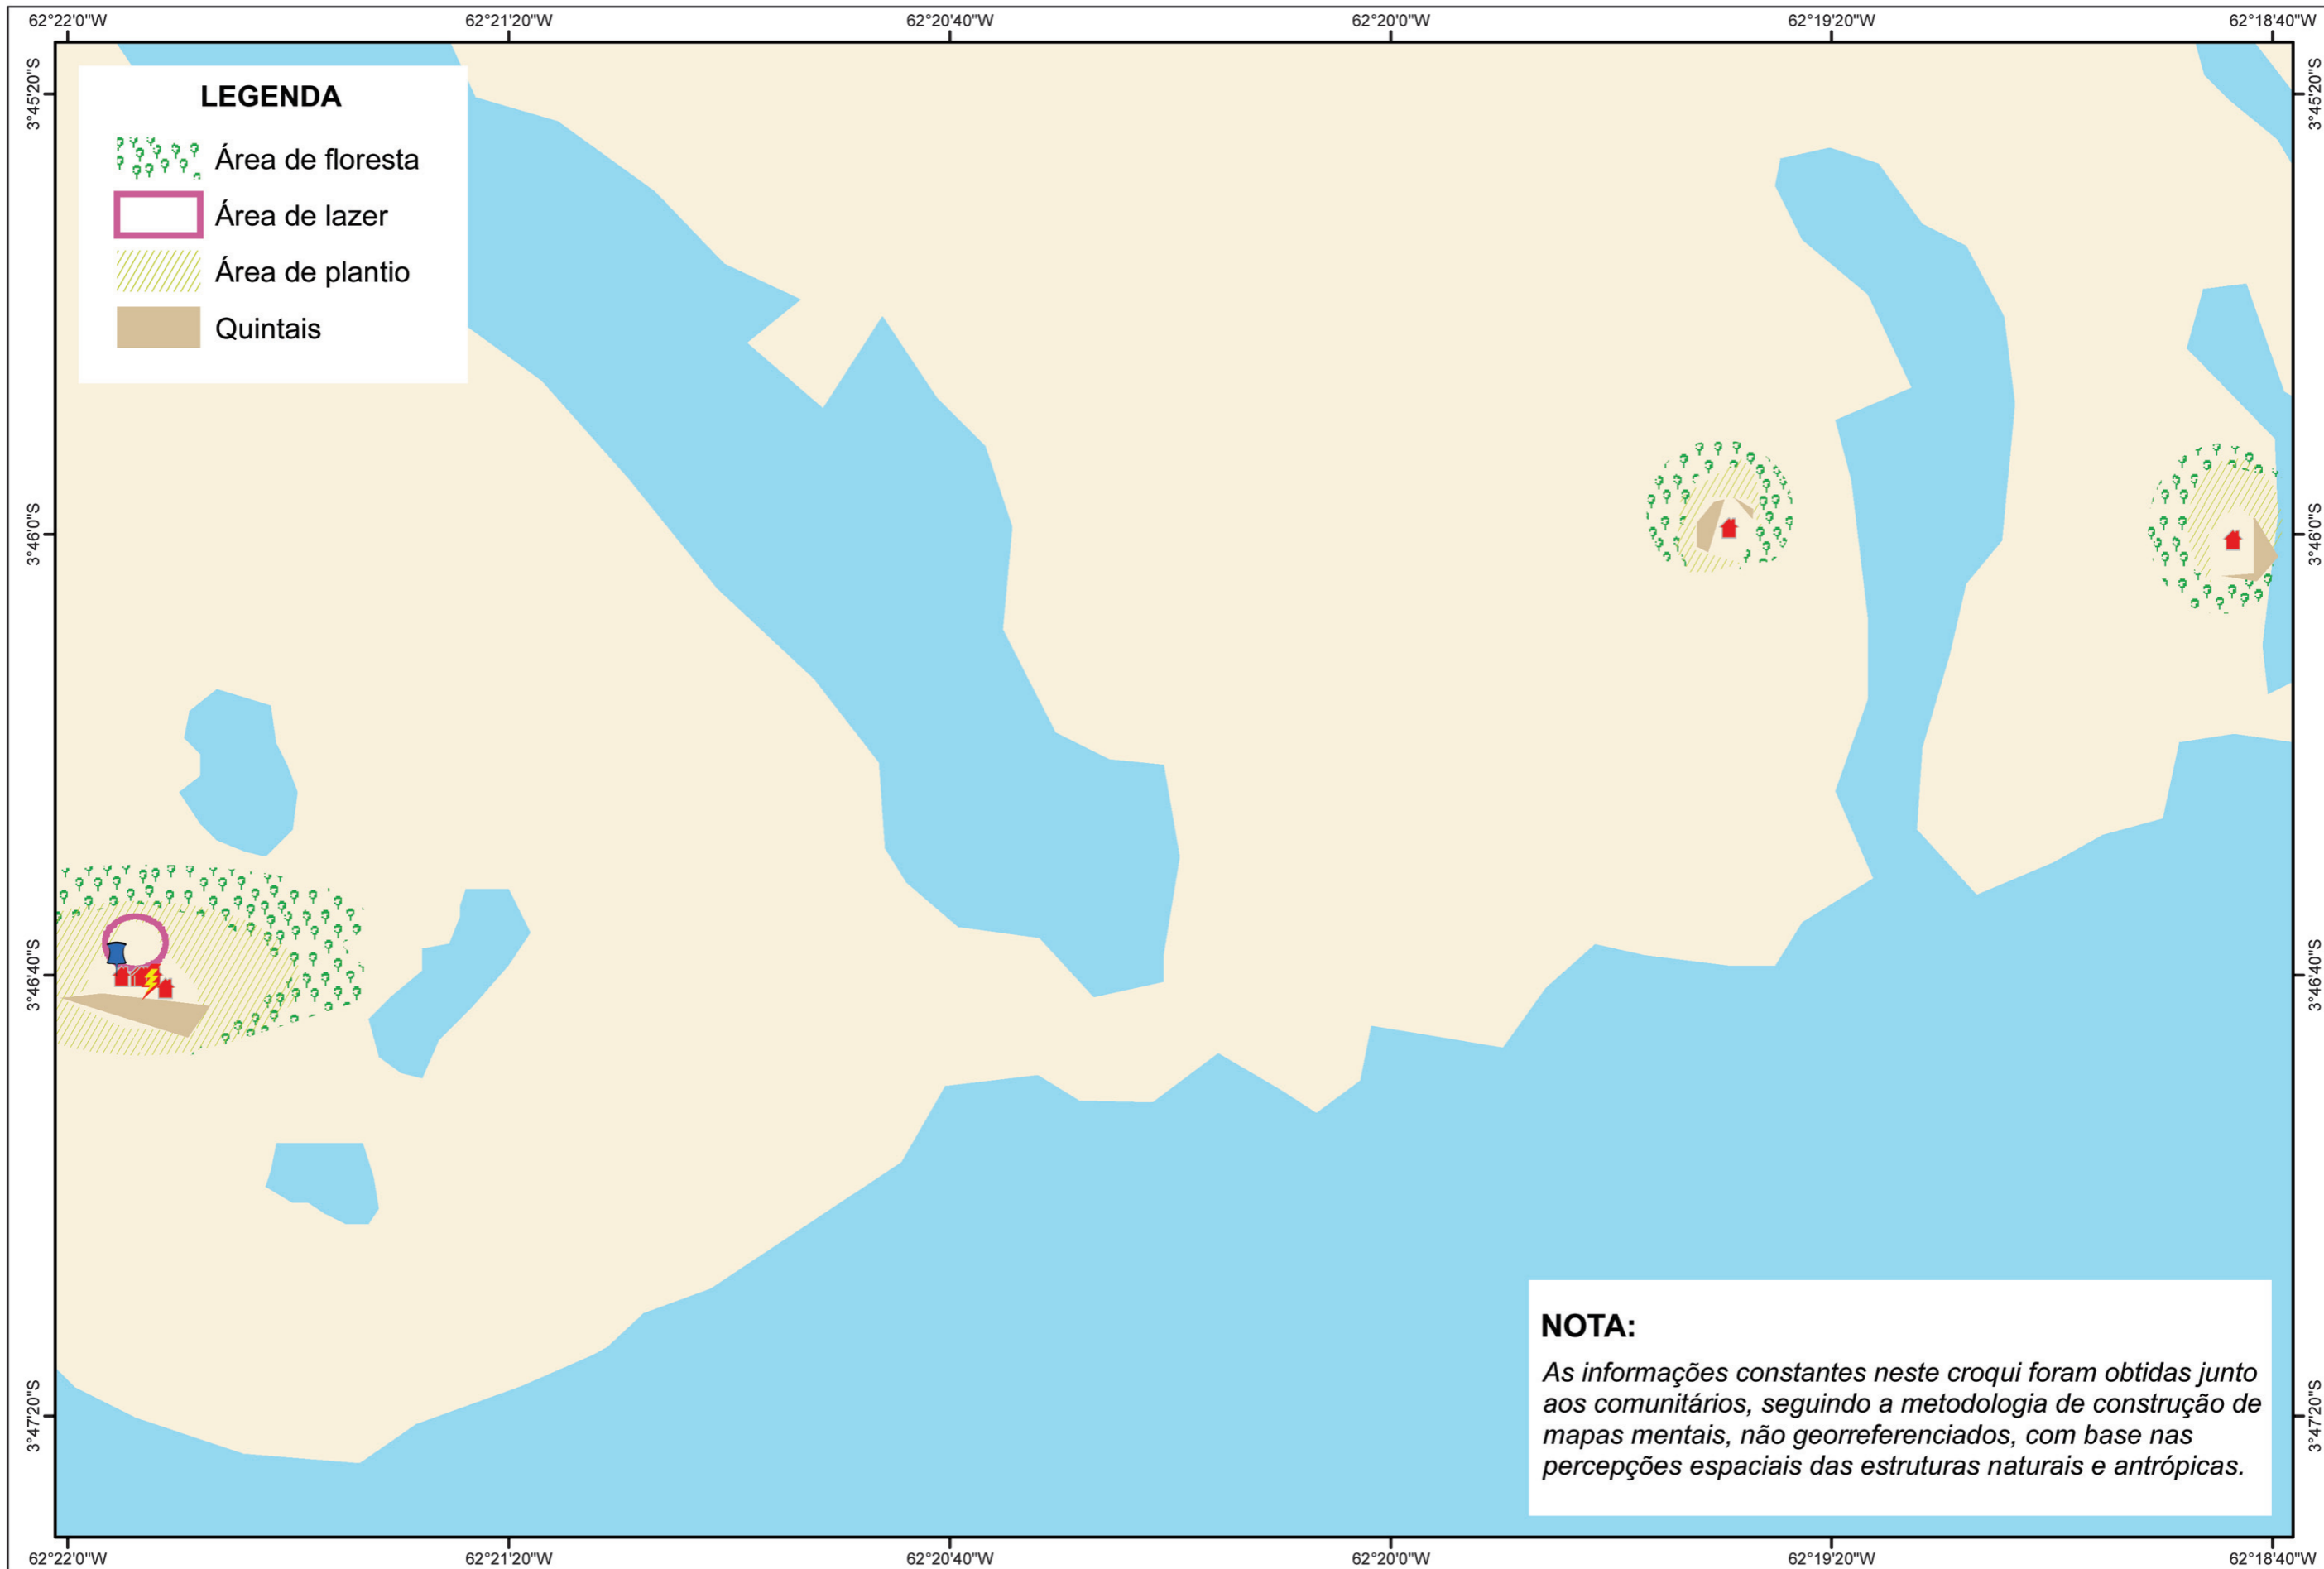 62°22'0"W 62°21'20"W 62°20'40"W 62°20'0"W 62°19'20"W 62°18'40"W
3°45'20"S 3°45'20"S
LEGENDA
Área de floresta
Área de lazer
Área de plantio
Quintais
3°46'0"S 3°46'0"S
3°46'40"S 3°46'40"S
NOTA:
As informações constantes neste croqui foram obtidas junto
aos comunitários, seguindo a metodologia de construção de
mapas mentais, não georreferenciados, com base nas
percepções espaciais das estruturas naturais e antrópicas.
3°47'20"S 3°47'20"S
62°22'0"W 62°21'20"W 62°20'40"W 62°20'0"W 62°19'20"W 62°18'40"W